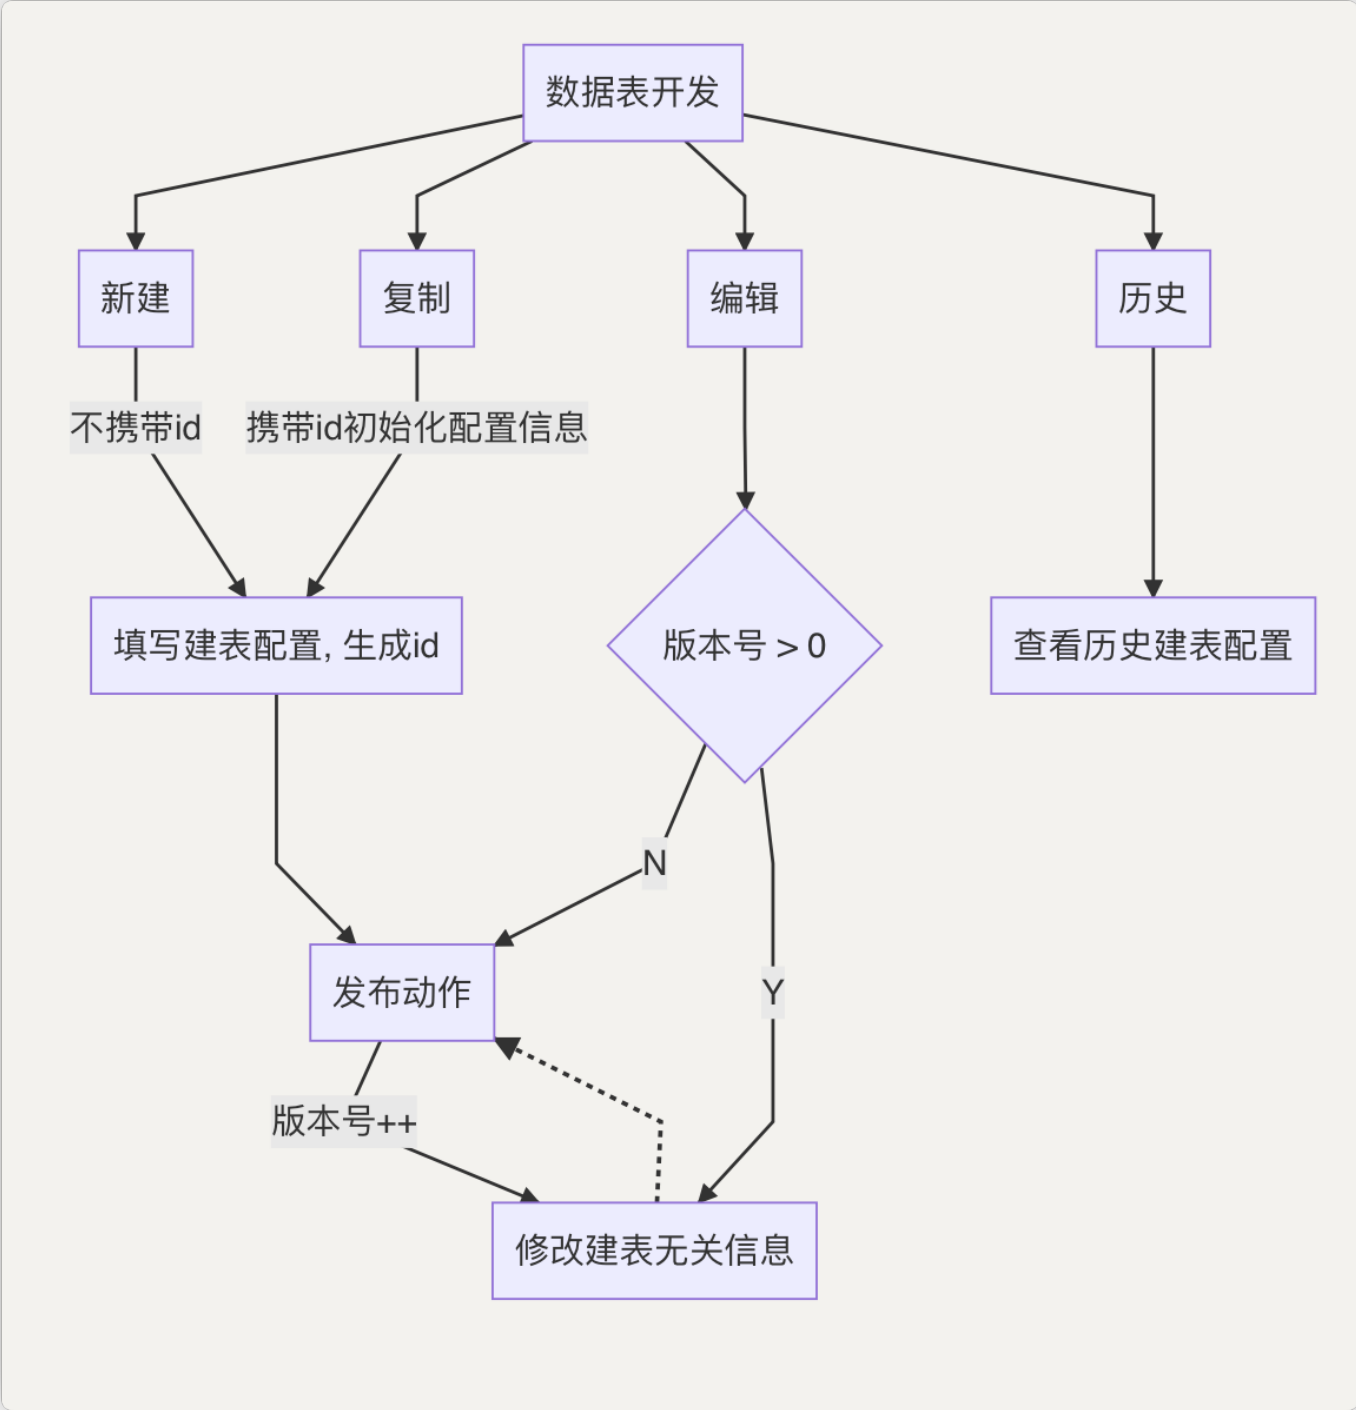 数据表开发
新建
复制
编辑
历史
不携带id
携带id初始化配置信息
填写建表配置, 生成id
版本号 > 0
查看历史建表配置
N
发布动作
Y
版本号++
修改建表无关信息